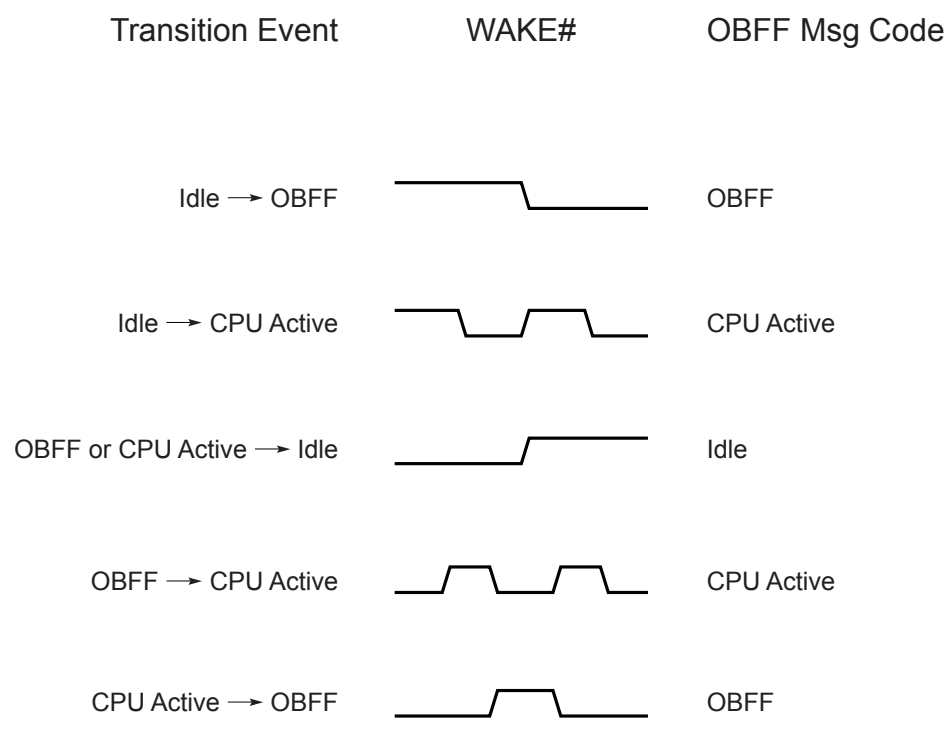 Transition Event WAKE# OBFF Msg Code
Idle → OBFF OBFF
Idle → CPU Active CPU Active
OBFF or CPU Active → Idle Idle
OBFF → CPU Active CPU Active
CPU Active → OBFF OBFF